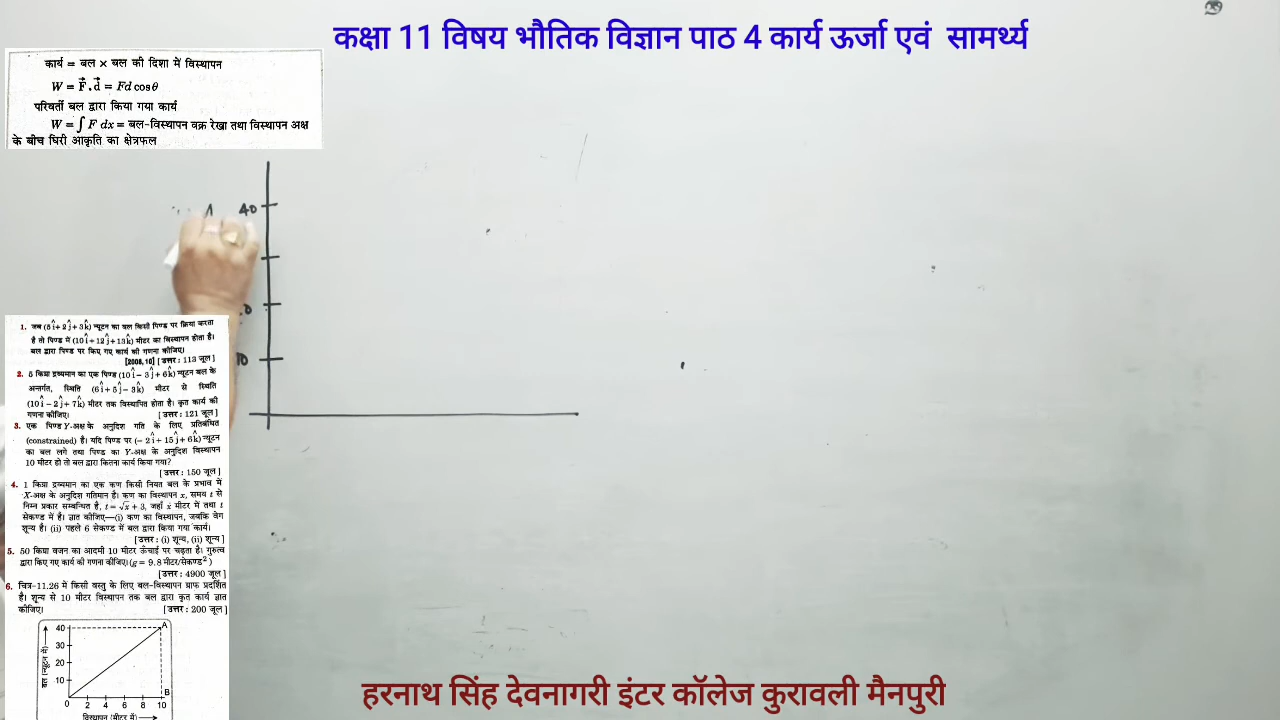 कक्षा 11 विषय भौतिक विज्ञान पाठ 4 कार्य ऊर्जा एवं सामर्थ्य
कार्य = बल × बल की दिशा में विस्थापन
W = F⃗ . d⃗ = Fd cos θ
परिवर्ती बल द्वारा किया गया कार्य
W = ∫ F dx = बल-विस्थापन वक्र रेखा तथा विस्थापन अक्ष
के बीच घिरी आकृति का क्षेत्रफल
40
10
1. जब (5î + 2ĵ + 3k̂) न्यूटन का बल किसी पिण्ड पर क्रिया करता
है तो पिण्ड में (10î + 12ĵ + 13k̂) मीटर का विस्थापन होता है।
बल द्वारा पिण्ड पर किए गए कार्य की गणना कीजिए।
[2008, 10] [उत्तर : 113 जूल]
2. 5 किग्रा द्रव्यमान का एक पिण्ड (10î − 3ĵ + 6k̂) न्यूटन बल के
अन्तर्गत, स्थिति (6î + 5ĵ − 3k̂) मीटर से स्थिति
(10î − 2ĵ + 7k̂) मीटर तक विस्थापित होता है। कृत कार्य की
गणना कीजिए। [उत्तर : 121 जूल]
3. एक पिण्ड Y-अक्ष के अनुदिश गति के लिए प्रतिबंधित
(constrained) है। यदि पिण्ड पर (− 2î + 15ĵ + 6k̂) न्यूटन
का बल लगे तथा पिण्ड का Y-अक्ष के अनुदिश विस्थापन
10 मीटर हो तो बल द्वारा कितना कार्य किया गया?
[उत्तर : 150 जूल]
4. 1 किग्रा द्रव्यमान का एक कण किसी नियत बल के प्रभाव में
X-अक्ष के अनुदिश गतिमान है। कण का विस्थापन x, समय t से
निम्न प्रकार सम्बन्धित है, t = √x + 3, जहाँ x मीटर में तथा t
सेकण्ड में है। ज्ञात कीजिए—(i) कण का विस्थापन, जबकि वेग
शून्य है। (ii) पहले 6 सेकण्ड में बल द्वारा किया गया कार्य।
[उत्तर : (i) शून्य, (ii) शून्य]
5. 50 किग्रा वजन का आदमी 10 मीटर ऊँचाई पर चढ़ता है। गुरुत्व
द्वारा किए गए कार्य की गणना कीजिए। (g = 9.8 मीटर/सेकण्ड²)
[उत्तर : 4900 जूल]
6. चित्र-11.26 में किसी वस्तु के लिए बल-विस्थापन ग्राफ प्रदर्शित
है। शून्य से 10 मीटर विस्थापन तक बल द्वारा कृत कार्य ज्ञात
कीजिए। [उत्तर : 200 जूल]
बल (न्यूटन में)
40
30
20
10
A
B
0 2 4 6 8 10
विस्थापन (मीटर में)
हरनाथ सिंह देवनागरी इंटर कॉलेज कुरावली मैनपुरी